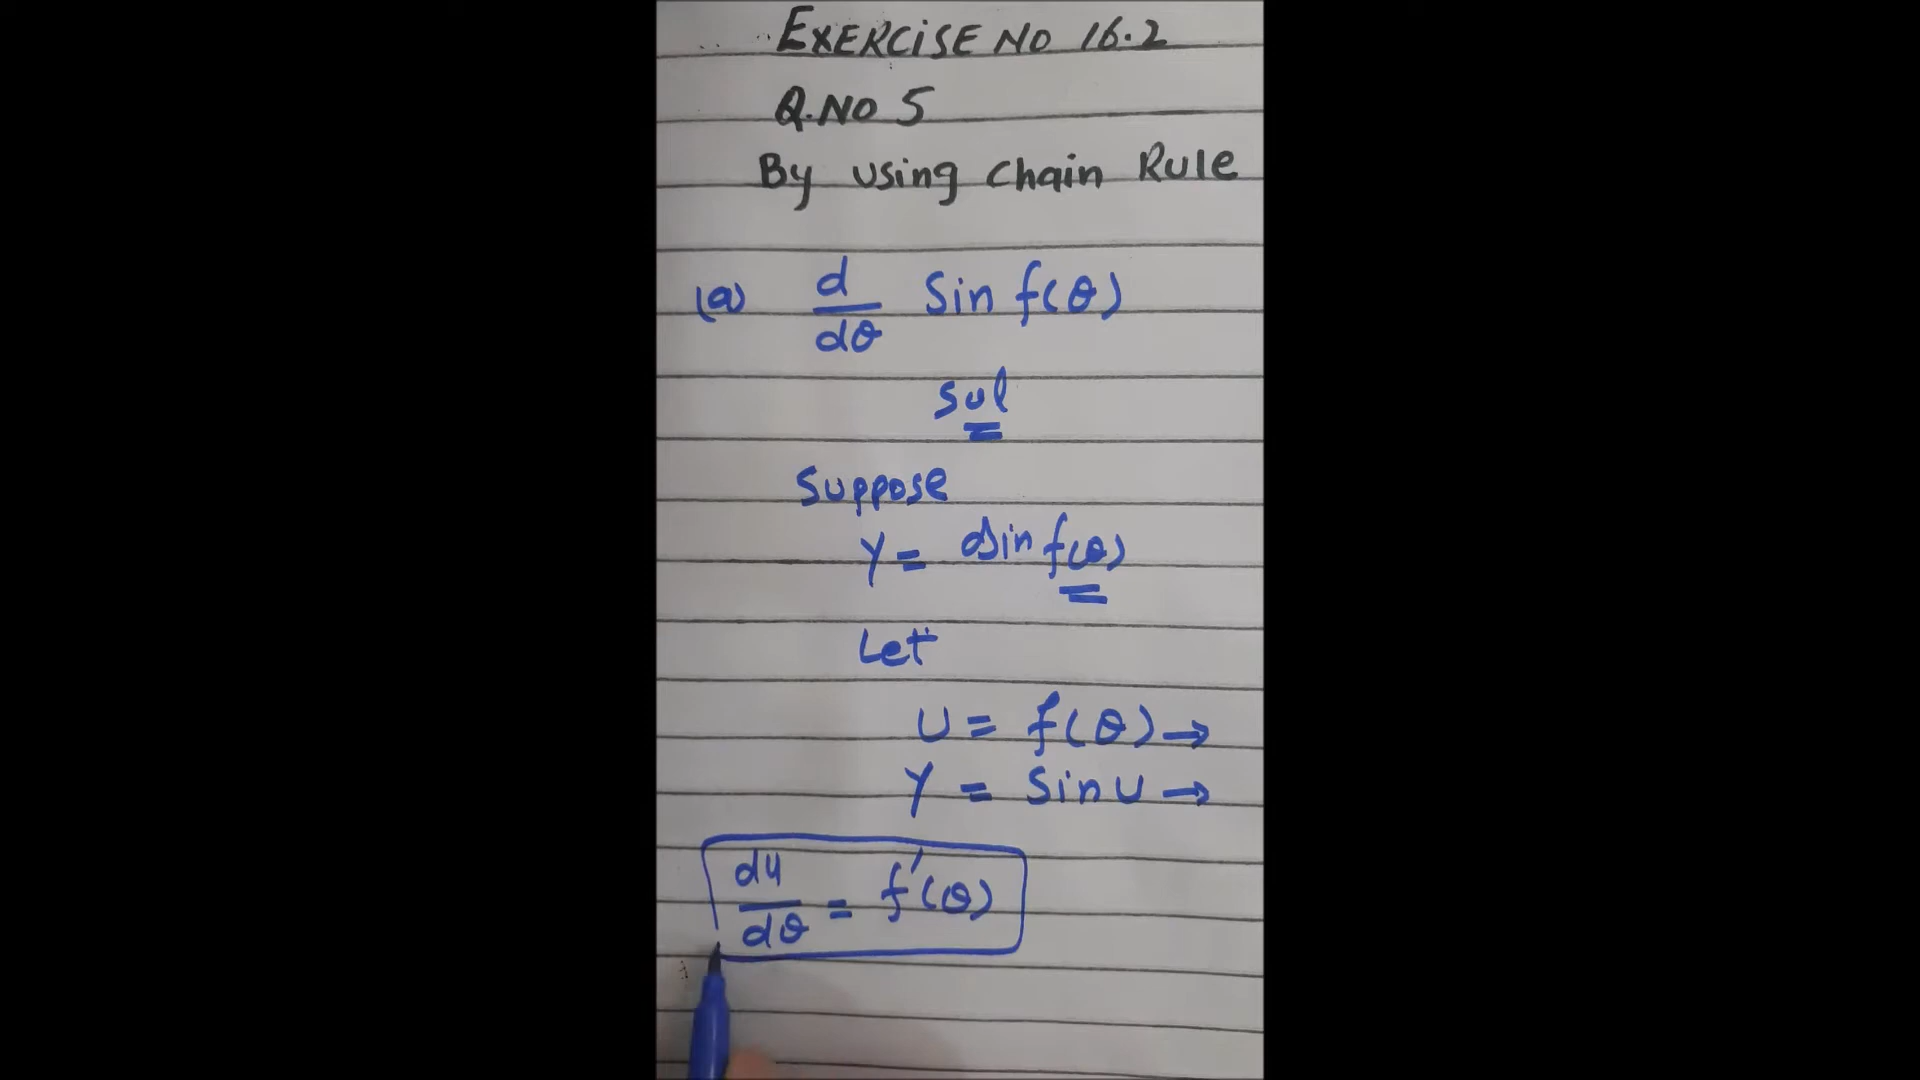 EXERCISE NO 16.2
Q.NO 5
By using chain Rule
(a) d/dθ Sin f(θ)
Sol
Suppose
Y = Sin f(θ)
Let
U = f(θ) →
Y = Sin U →
du/dθ = f'(θ)